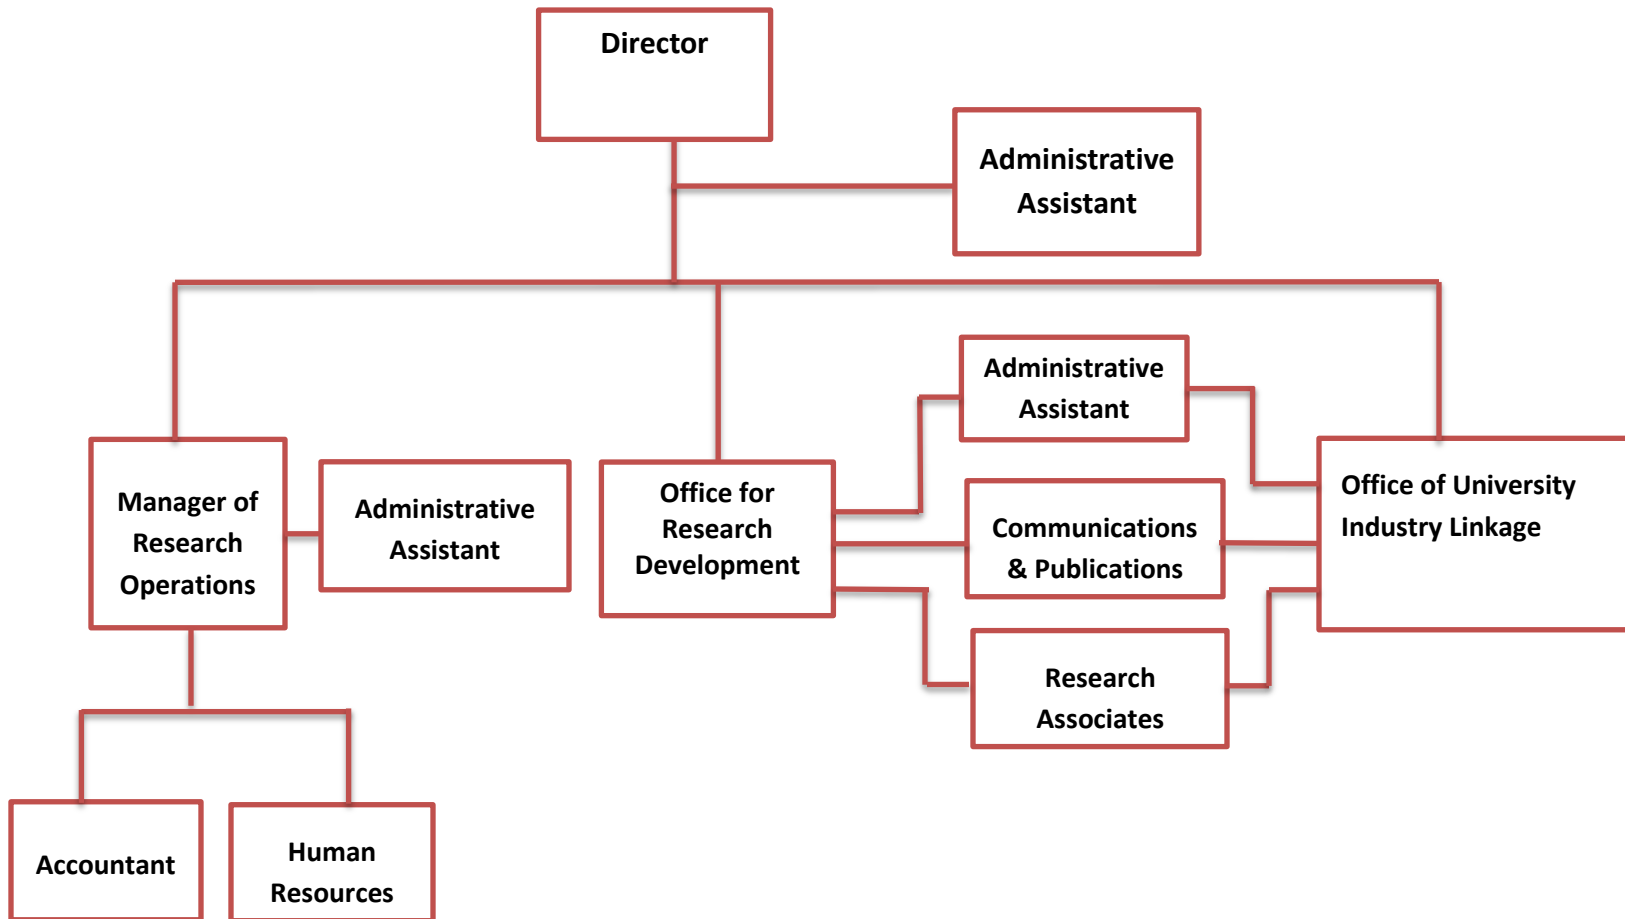 Director
Administrative
Assistant
Administrative
Assistant
Manager of
Research
Operations
Administrative
Assistant
Office for
Research
Development
Communications
& Publications
Office of University
Industry Linkage
Research
Associates
Accountant
Human
Resources